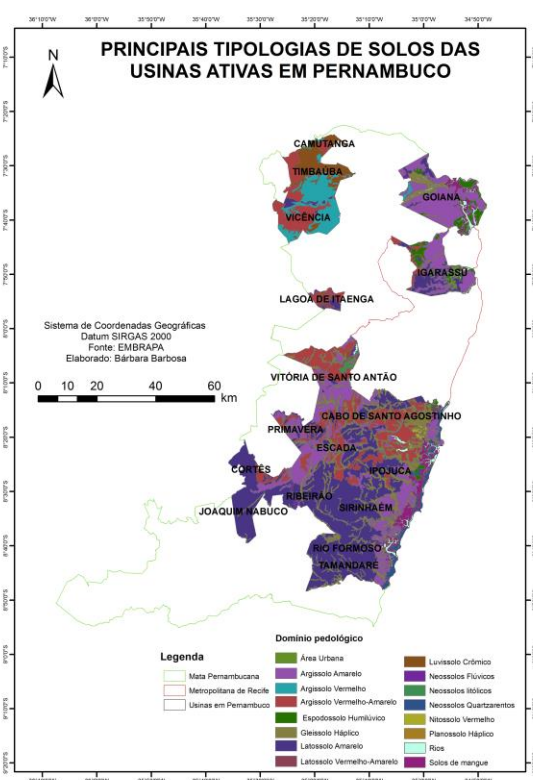 PRINCIPAIS TIPOLOGIAS DE SOLOS DAS
USINAS ATIVAS EM PERNAMBUCO
N
CAMUTANGA
TIMBAÚBA
GOIANA
VICÊNCIA
IGARASSU
LAGOA DE ITAENGA
Sistema de Coordenadas Geográficas
Datum SIRGAS 2000
Fonte: EMBRAPA
Elaborado: Bárbara Barbosa
0 10 20 40 60
km
VITÓRIA DE SANTO ANTÃO
CABO DE SANTO AGOSTINHO
PRIMAVERA
ESCADA
CORTÊS
IPOJUCA
RIBEIRÃO
JOAQUIM NABUCO
SIRINHAÉM
RIO FORMOSO
TAMANDARÉ
Legenda
Mata Pernambucana
Metropolitana de Recife
Usinas em Pernambuco
Domínio pedológico
Área Urbana
Argissolo Amarelo
Argissolo Vermelho
Argissolo Vermelho-Amarelo
Espodossolo Humilúvico
Gleissolo Háplico
Latossolo Amarelo
Latossolo Vermelho-Amarelo
Luvissolo Crômico
Neossolos Flúvicos
Neossolos litólicos
Neossolos Quartzarentos
Nitossolo Vermelho
Planossolo Háplico
Rios
Solos de mangue